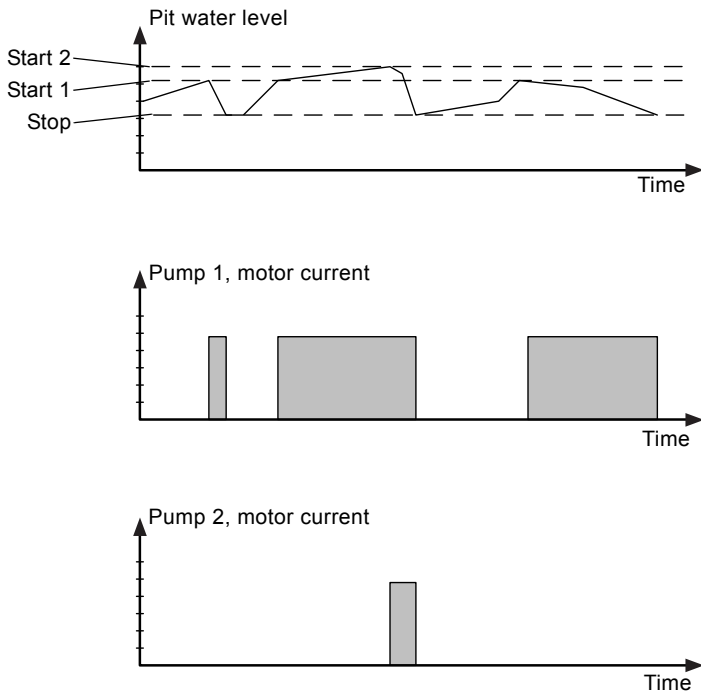 Pit water level
Start 2
Start 1
Stop
Time
Pump 1, motor current
Time
Pump 2, motor current
Time